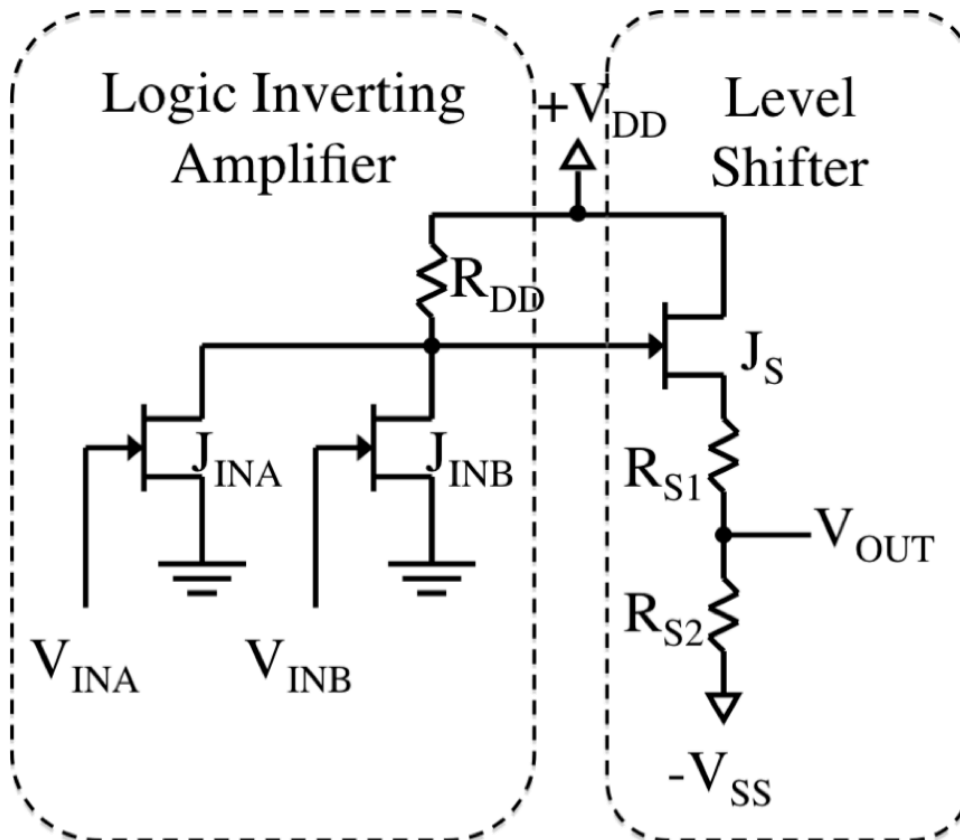 Logic Inverting
Amplifier
+V_DD
Level
Shifter
R_DD
J_S
J_INA
J_INB
R_S1
V_OUT
R_S2
V_INA
V_INB
-V_SS